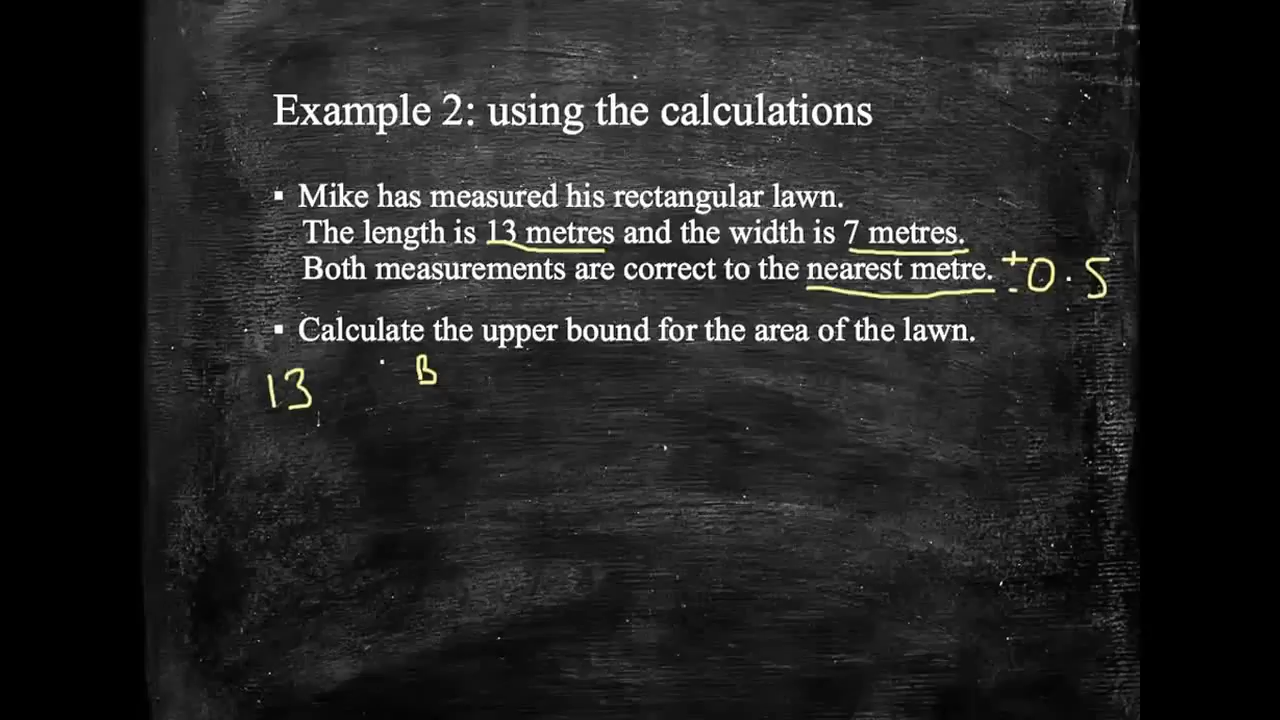 Example 2: using the calculations
▪ Mike has measured his rectangular lawn.
The length is 13 metres and the width is 7 metres.
Both measurements are correct to the nearest metre. ±0.5
▪ Calculate the upper bound for the area of the lawn.
13 B